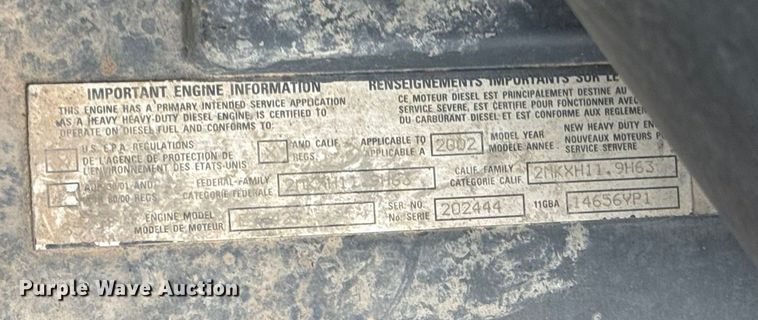 IMPORTANT ENGINE INFORMATION
THIS ENGINE HAS A PRIMARY INTENDED SERVICE APPLICATION
AS A HEAVY HEAVY-DUTY DIESEL ENGINE, IS CERTIFIED TO
OPERATE ON DIESEL FUEL AND CONFORMS TO:
RENSEIGNEMENTS IMPORTANTS SUR LE
CE MOTEUR DIESEL EST PRINCIPALEMENT DESTINE AU
SERVICE SEVERE, EST CERTIFIE POUR FONCTIONNER AVEC
DU CARBURANT DIESEL ET EST CONFORME AUX REGLEMEN
U.S. E.P.A. REGULATIONS
DE L'AGENCE DE PROTECTION DE
L'ENVIRONNEMENT DES ETATS-UNIS
AND CALIF.
REGS.
APPLICABLE TO
APPLICABLE A
2002
MODEL YEAR
MODELE ANNEE.
NEW HEAVY DUTY EN
NOUVEAUX MOTEURS P
SERVICE SERVERE
AND
REGS
FEDERAL-FAMILY
CATEGORIE FEDERALE
2MKXH11.9H63
CALIF. FAMILY
CATEGORIE CALIF.
2MKXH11.9H63
ENGINE MODEL
MODELE DE MOTEUR
SER. NO.
No. SERIE
202444
11GBA
14656YP1
Purple Wave Auction